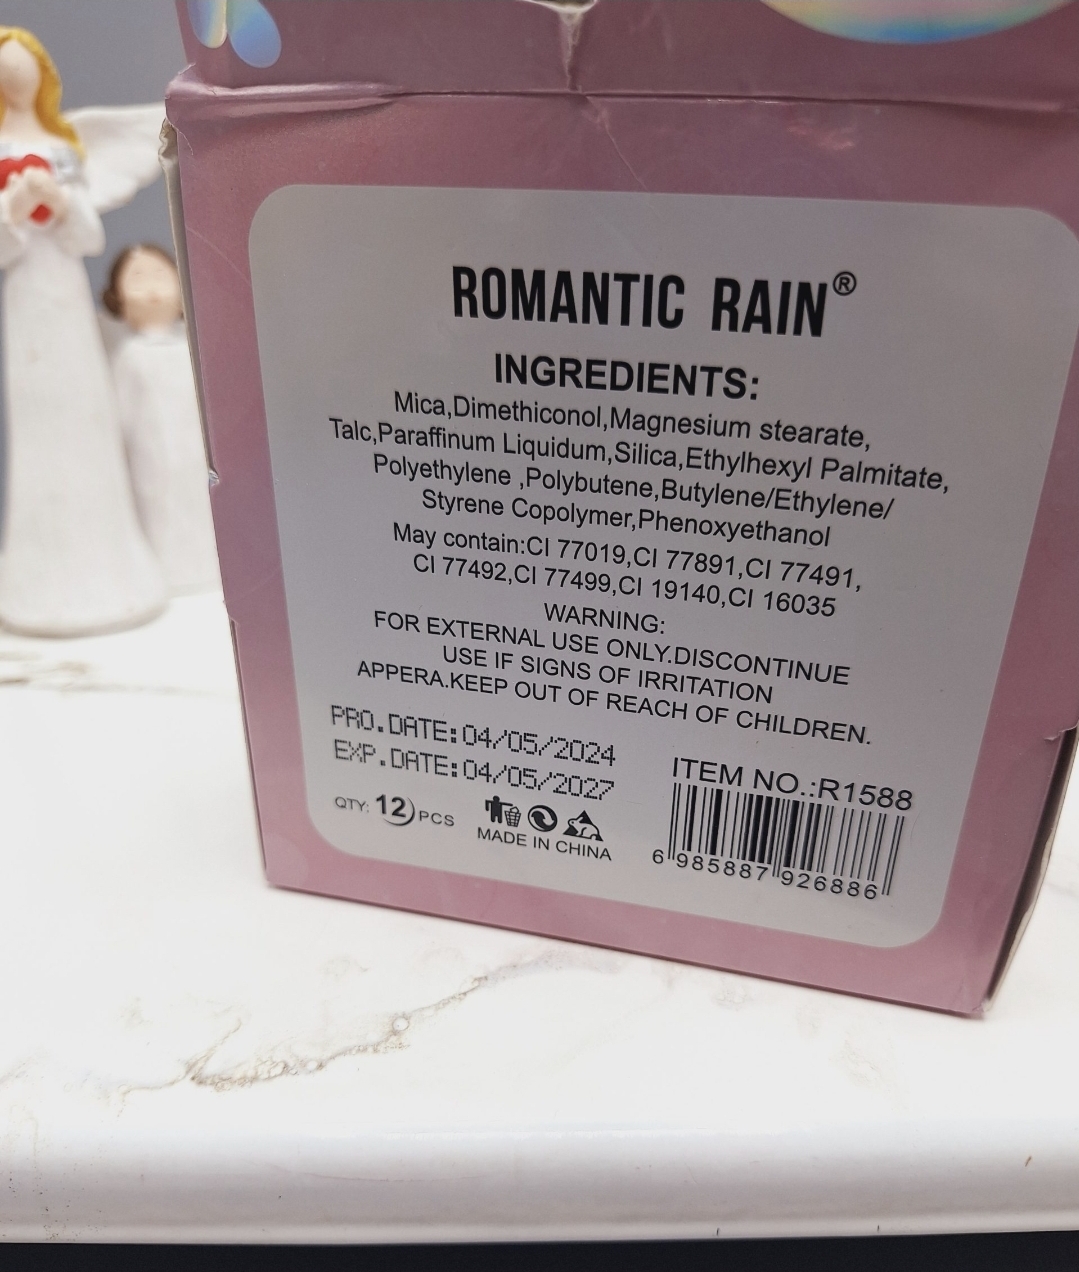 ROMANTIC RAIN®
INGREDIENTS:
Mica,Dimethiconol,Magnesium stearate,
Talc,Paraffinum Liquidum,Silica,Ethylhexyl Palmitate,
Polyethylene ,Polybutene,Butylene/Ethylene/
Styrene Copolymer,Phenoxyethanol
May contain:CI 77019,CI 77891,CI 77491,
CI 77492,CI 77499,CI 19140,CI 16035
WARNING:
FOR EXTERNAL USE ONLY.DISCONTINUE
USE IF SIGNS OF IRRITATION
APPERA.KEEP OUT OF REACH OF CHILDREN.
PRO.DATE:04/05/2024
EXP.DATE:04/05/2027
QTY: 12 PCS
MADE IN CHINA
ITEM NO.:R1588
6 985887 926886